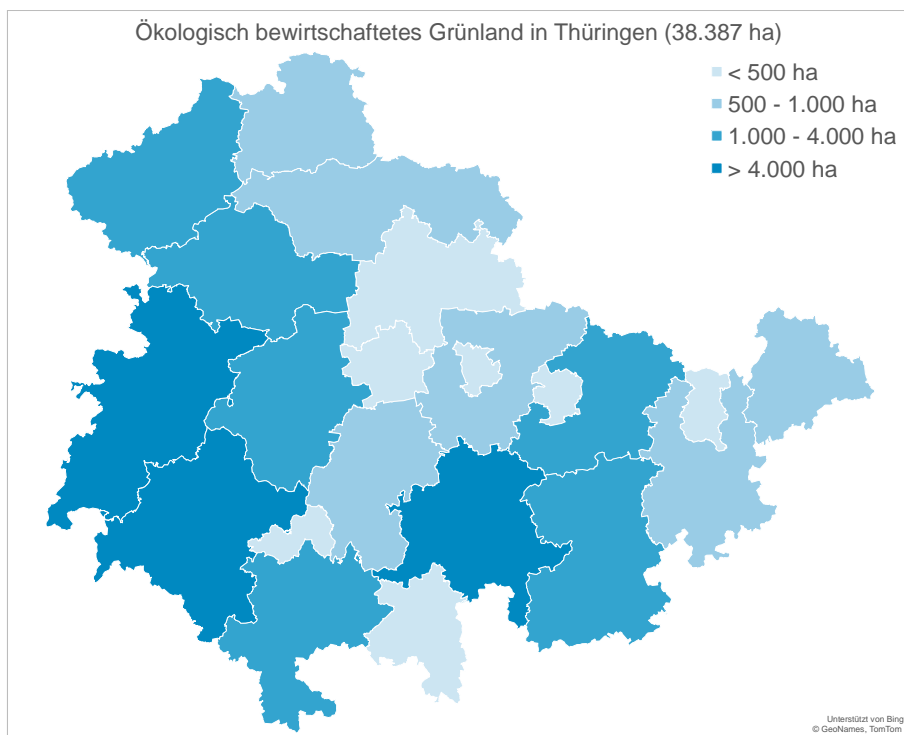 Ökologisch bewirtschaftetes Grünland in Thüringen (38.387 ha)
< 500 ha
500 - 1.000 ha
1.000 - 4.000 ha
> 4.000 ha
Unterstützt von Bing
© GeoNames, TomTom